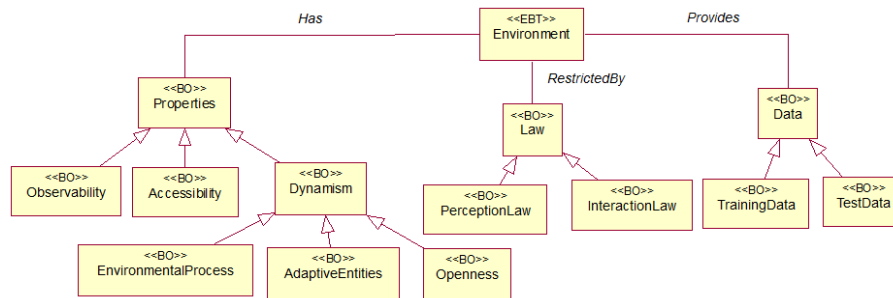 Has
<<EBT>>
Environment
Provides
RestrictedBy
<<BO>>
Properties
<<BO>>
Law
<<BO>>
Data
<<BO>>
Observability
<<BO>>
Accessibility
<<BO>>
Dynamism
<<BO>>
PerceptionLaw
<<BO>>
InteractionLaw
<<BO>>
TrainingData
<<BO>>
TestData
<<BO>>
EnvironmentalProcess
<<BO>>
AdaptiveEntities
<<BO>>
Openness